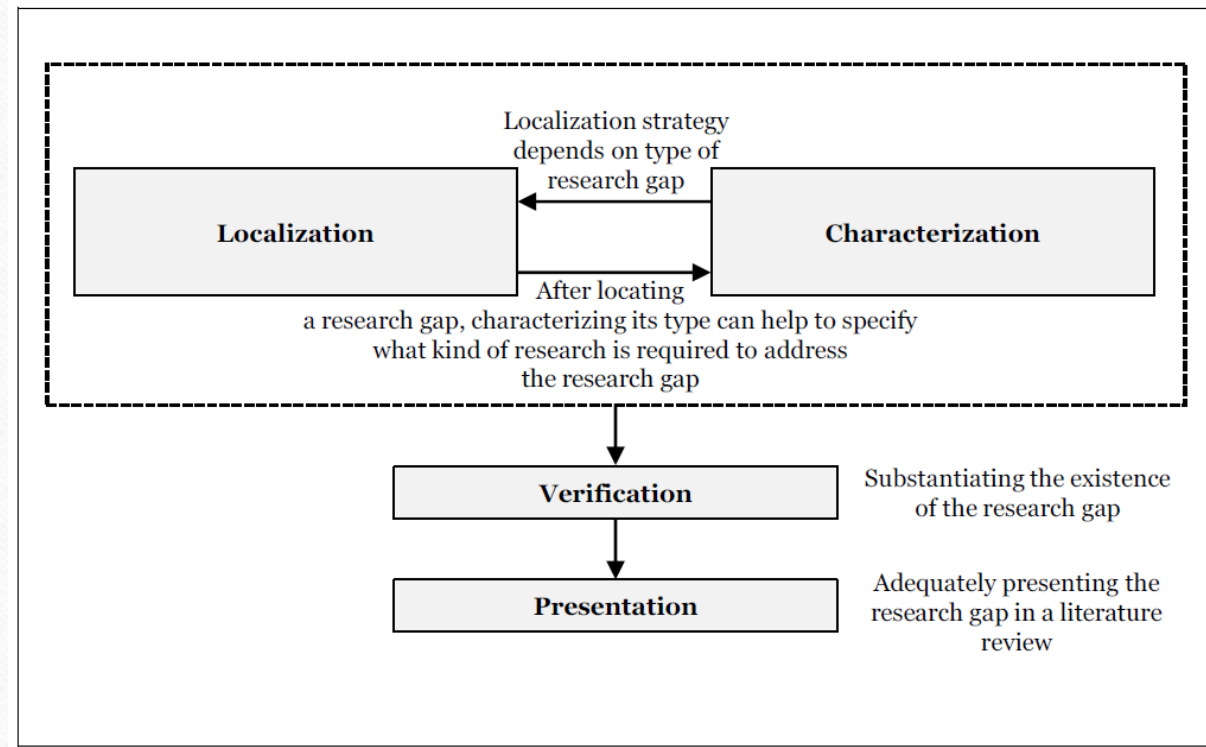 Localization strategy
depends on type of
research gap
Localization
Characterization
After locating
a research gap, characterizing its type can help to specify
what kind of research is required to address
the research gap
Verification
Substantiating the existence
of the research gap
Presentation
Adequately presenting the
research gap in a literature
review